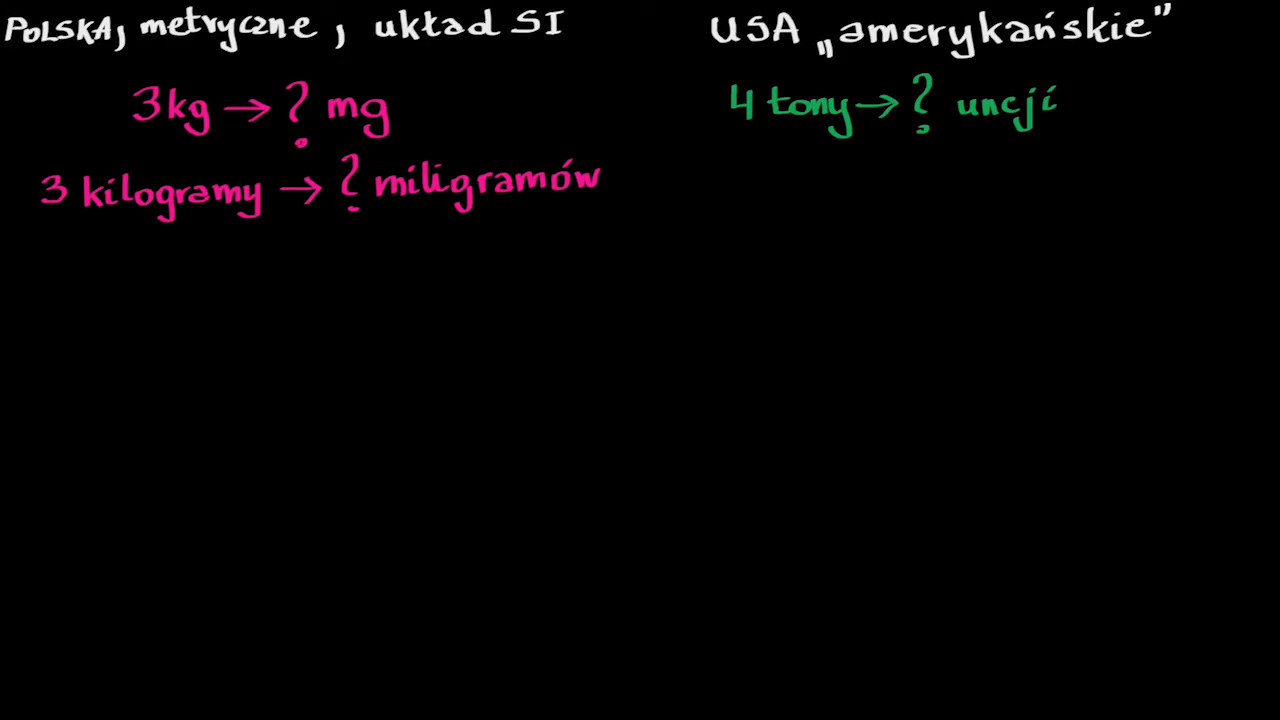 POLSKA, metryczne, układ SI
3kg → ? mg
3 kilogramy → ? miligramów
USA „amerykańskie”
4 tony → ? uncji